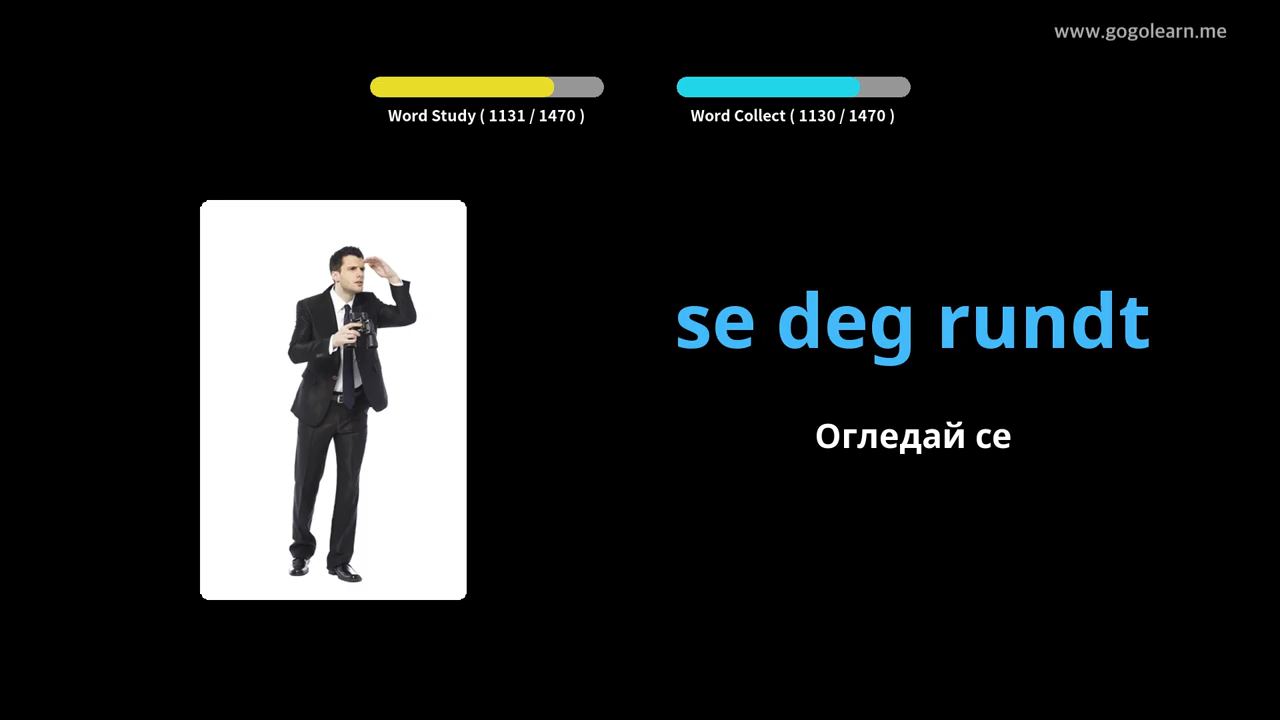 www.gogolearn.me
Word Study ( 1131 / 1470 )
Word Collect ( 1130 / 1470 )
se deg rundt
Огледай се